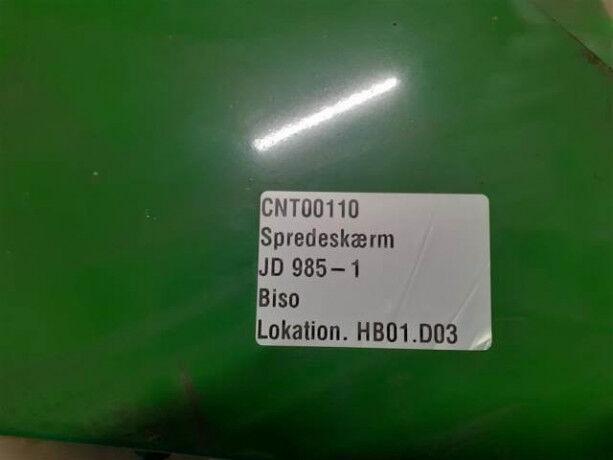 CNT00110
Spredeskærm
JD 985-1
Biso
Lokation. HB01.D03